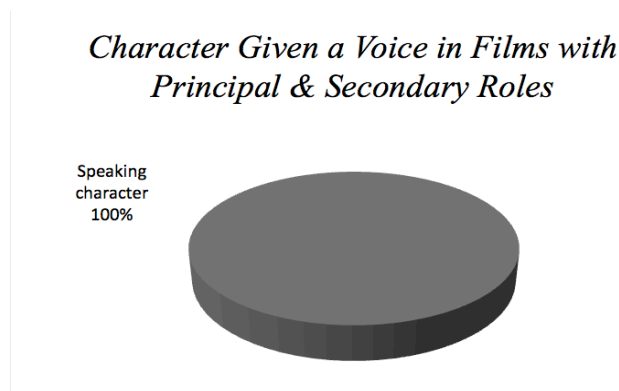 Character Given a Voice in Films with
Principal & Secondary Roles
Speaking
character
100%